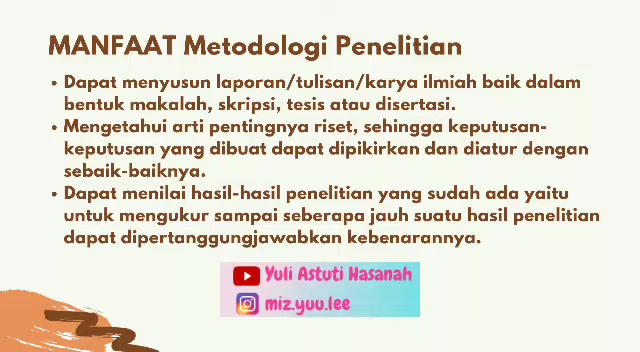 MANFAAT Metodologi Penelitian
• Dapat menyusun laporan/tulisan/karya ilmiah baik dalam
bentuk makalah, skripsi, tesis atau disertasi.
• Mengetahui arti pentingnya riset, sehingga keputusan-
keputusan yang dibuat dapat dipikirkan dan diatur dengan
sebaik-baiknya.
• Dapat menilai hasil-hasil penelitian yang sudah ada yaitu
untuk mengukur sampai seberapa jauh suatu hasil penelitian
dapat dipertanggungjawabkan kebenarannya.
Yuli Astuti Hasanah
miz.yuu.lee